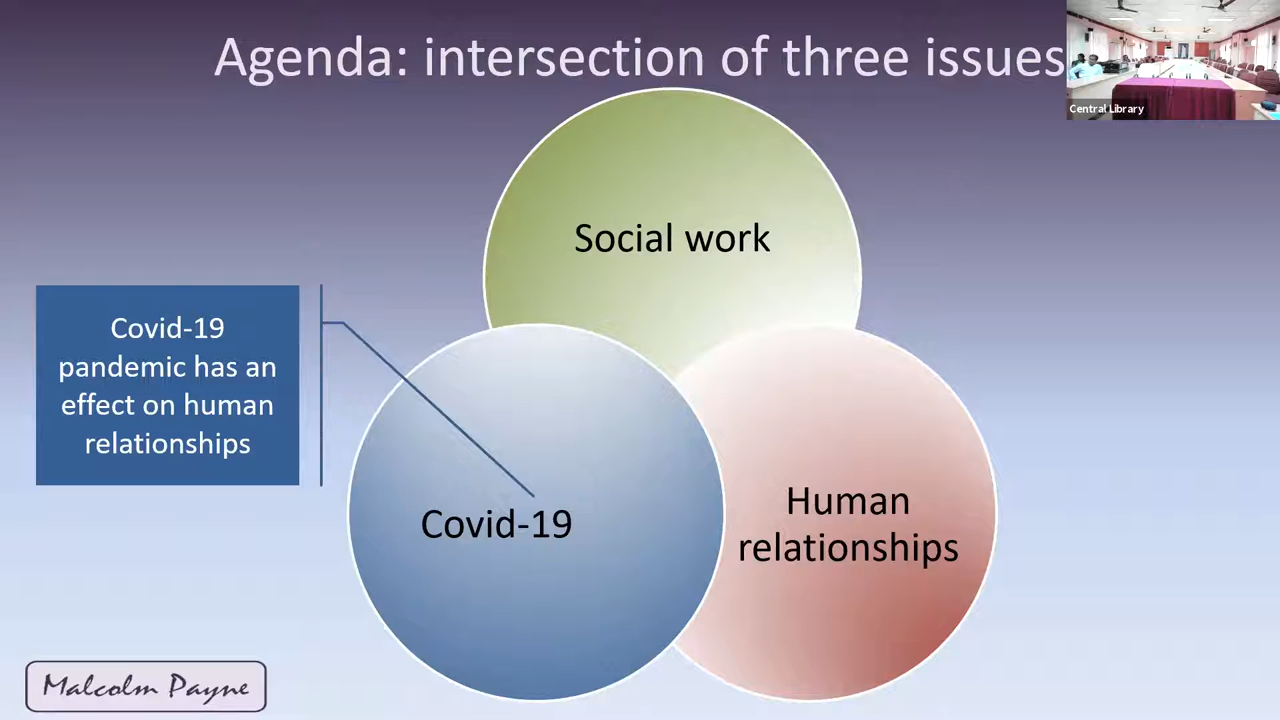 Agenda: intersection of three issues
Central Library
Social work
Covid-19
pandemic has an
effect on human
relationships
Covid-19
Human
relationships
Malcolm Payne